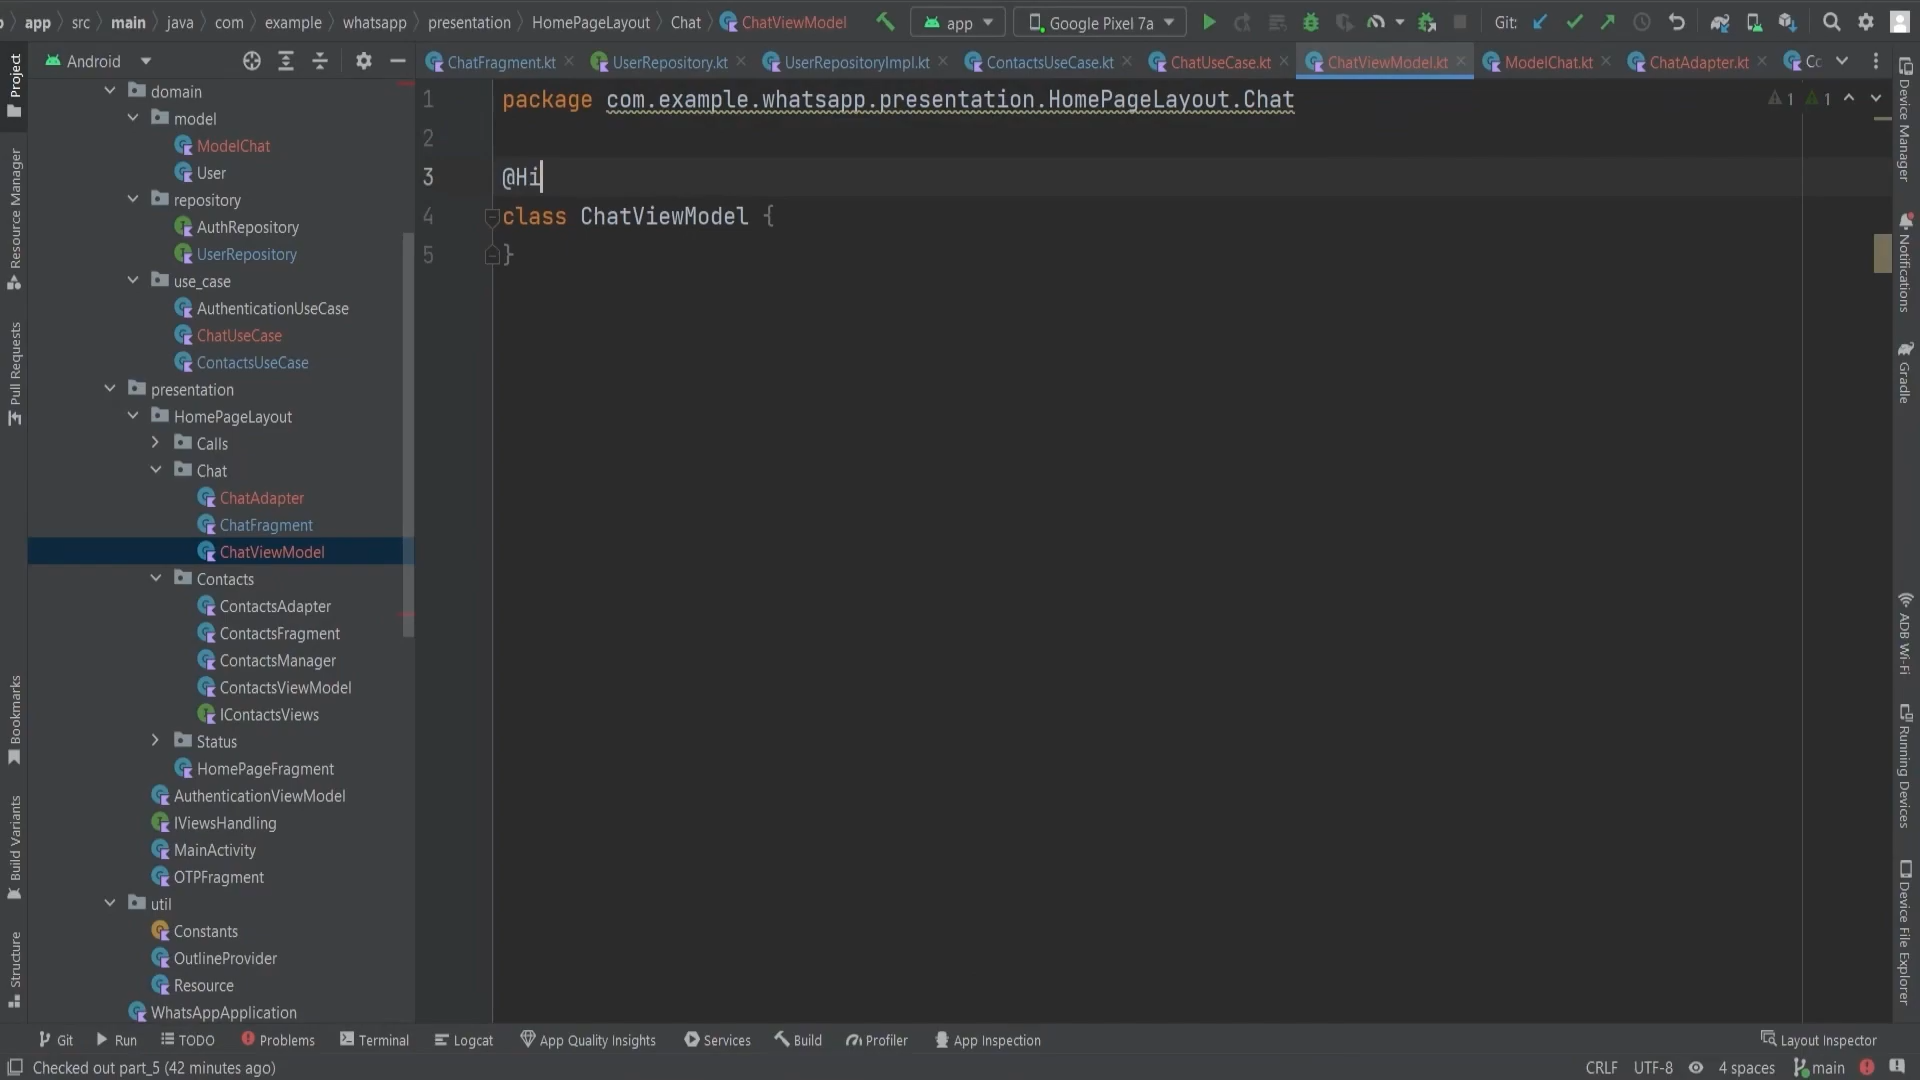 app src main java com example whatsapp presentation HomePageLayout Chat ChatViewModel app Google Pixel 7a Git:
Android ChatFragment.kt UserRepository.kt UserRepositoryImpl.kt ContactsUseCase.kt ChatUseCase.kt ChatViewModel.kt ModelChat.kt ChatAdapter.kt Co
Project
Resource Manager
Pull Requests
Bookmarks
Build Variants
Structure
domain
model
ModelChat
User
repository
AuthRepository
UserRepository
use_case
AuthenticationUseCase
ChatUseCase
ContactsUseCase
presentation
HomePageLayout
Calls
Chat
ChatAdapter
ChatFragment
ChatViewModel
Contacts
ContactsAdapter
ContactsFragment
ContactsManager
ContactsViewModel
IContactsViews
Status
HomePageFragment
AuthenticationViewModel
IViewsHandling
MainActivity
OTPFragment
util
Constants
OutlineProvider
Resource
WhatsAppApplication
1 package com.example.whatsapp.presentation.HomePageLayout.Chat
2
3 @Hi
4 class ChatViewModel {
5 }
1 1
Device Manager
Notifications
Gradle
ADB Wi-Fi
Running Devices
Device File Explorer
Git Run TODO Problems Terminal Logcat App Quality Insights Services Build Profiler App Inspection Layout Inspector
Checked out part_5 (42 minutes ago) CRLF UTF-8 4 spaces main